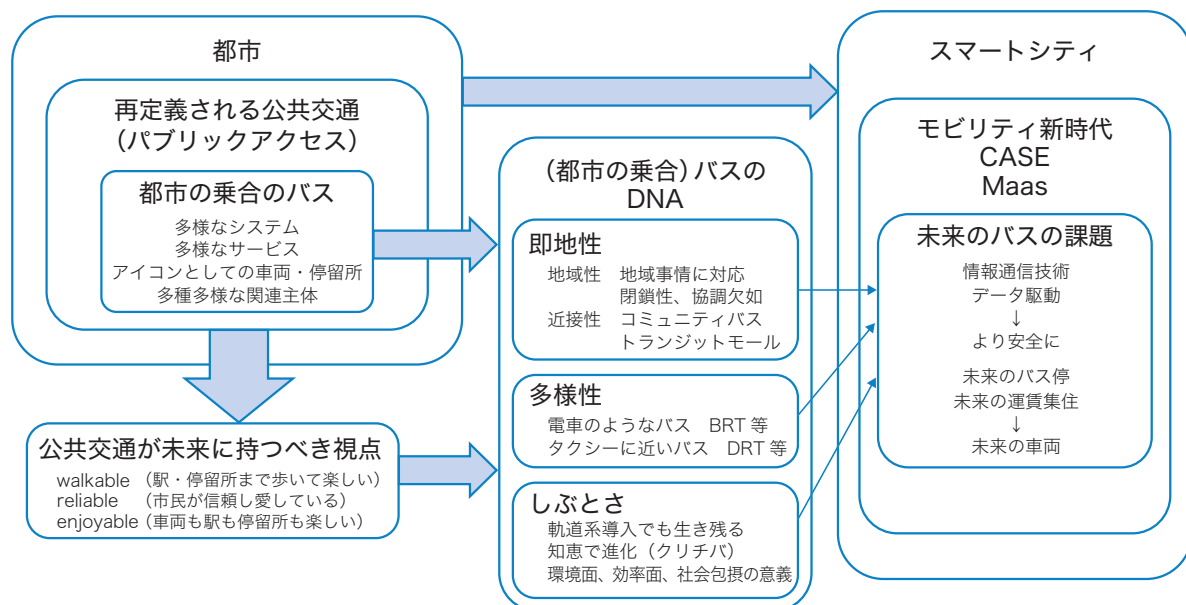 都市
再定義される公共交通
(パブリックアクセス)
都市の乗合のバス
多様なシステム
多様なサービス
アイコンとしての車両・停留所
多種多様な関連主体
公共交通が未来に持つべき視点
walkable (駅・停留所まで歩いて楽しい)
reliable (市民が信頼し愛している)
enjoyable (車両も駅も停留所も楽しい)
(都市の乗合)バスの
DNA
即地性
地域性 地域事情に対応
閉鎖性、協調欠如
近接性 コミュニティバス
トランジットモール
多様性
電車のようなバス BRT 等
タクシーに近いバス DRT 等
しぶとさ
軌道系導入でも生き残る
知恵で進化(クリチバ)
環境面、効率面、社会包摂の意義
スマートシティ
モビリティ新時代
CASE
Maas
未来のバスの課題
情報通信技術
データ駆動
↓
より安全に
未来のバス停
未来の運賃集住
↓
未来の車両